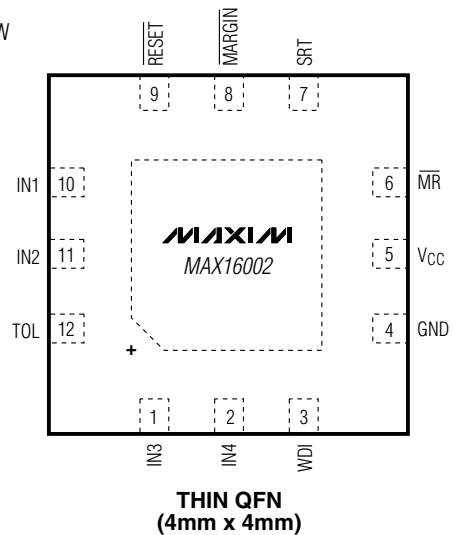 W
RESET
MARGIN
SRT
9
8
7
IN1
10
6
MR
MAXIM
MAX16002
IN2
11
5
VCC
TOL
12
4
GND
+
1
2
3
IN3
IN4
WDI
THIN QFN
(4mm x 4mm)